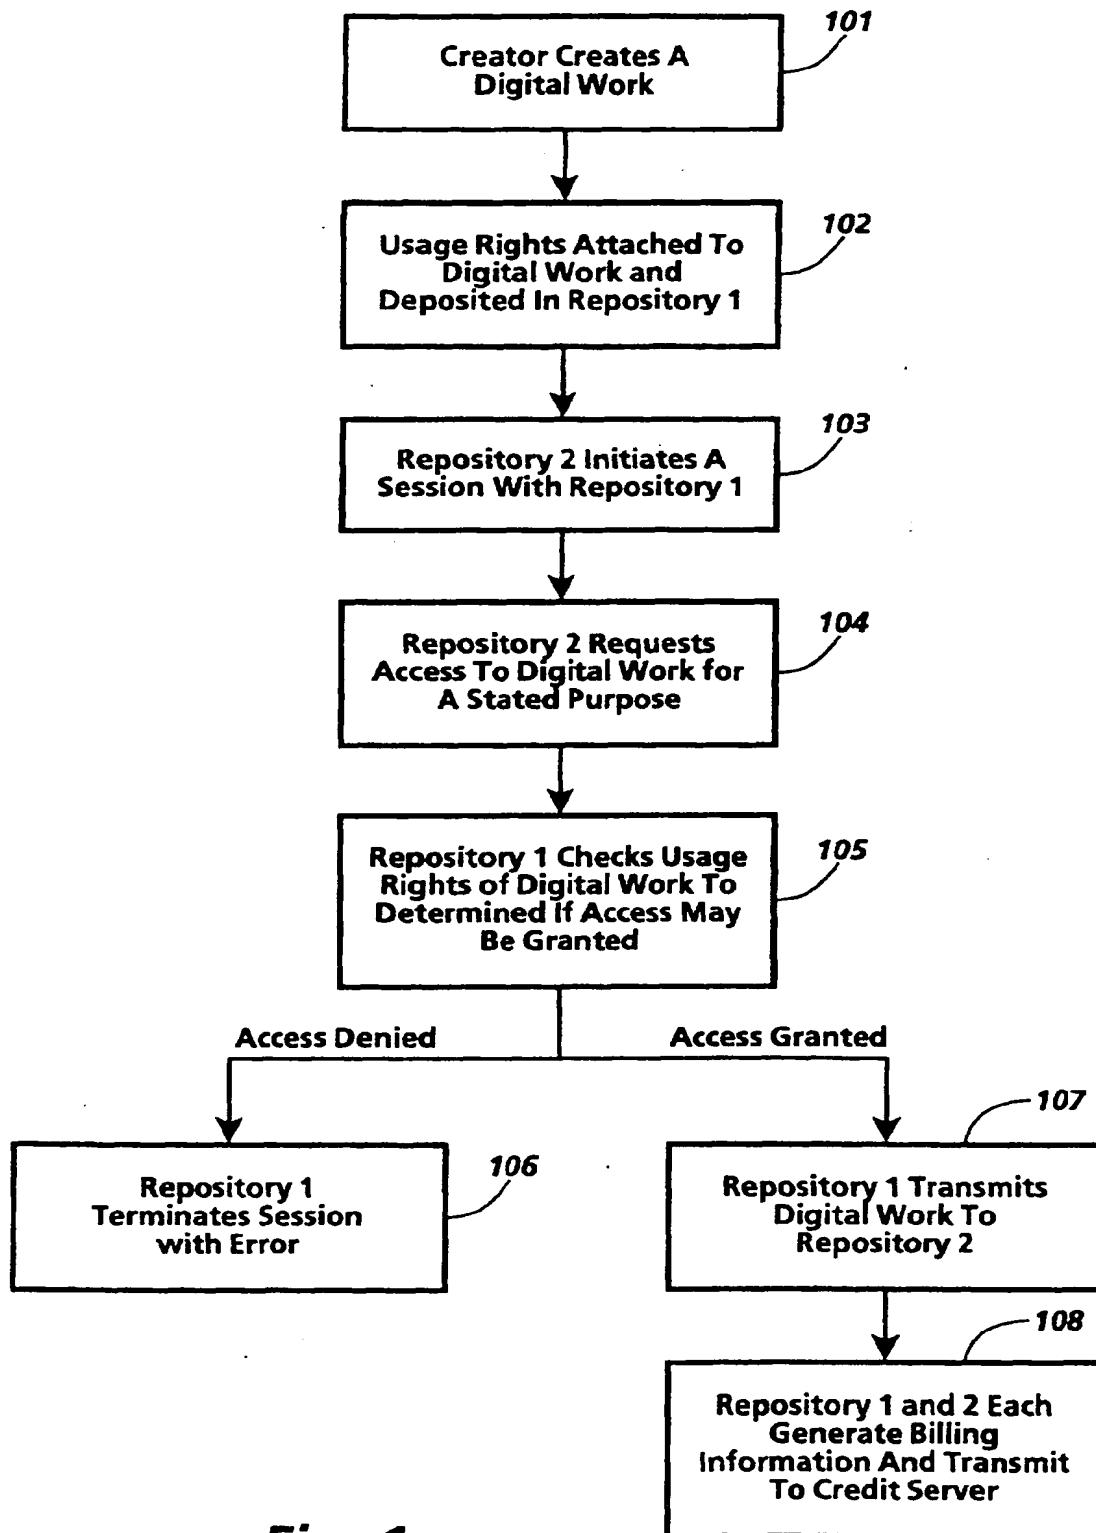 101
Creator Creates A
Digital Work
102
Usage Rights Attached To
Digital Work and
Deposited In Repository 1
103
Repository 2 Initiates A
Session With Repository 1
104
Repository 2 Requests
Access To Digital Work for
A Stated Purpose
105
Repository 1 Checks Usage
Rights of Digital Work To
Determined If Access May
Be Granted
Access Denied
Access Granted
106
Repository 1
Terminates Session
with Error
107
Repository 1 Transmits
Digital Work To
Repository 2
108
Repository 1 and 2 Each
Generate Billing
Information And Transmit
To Credit Server